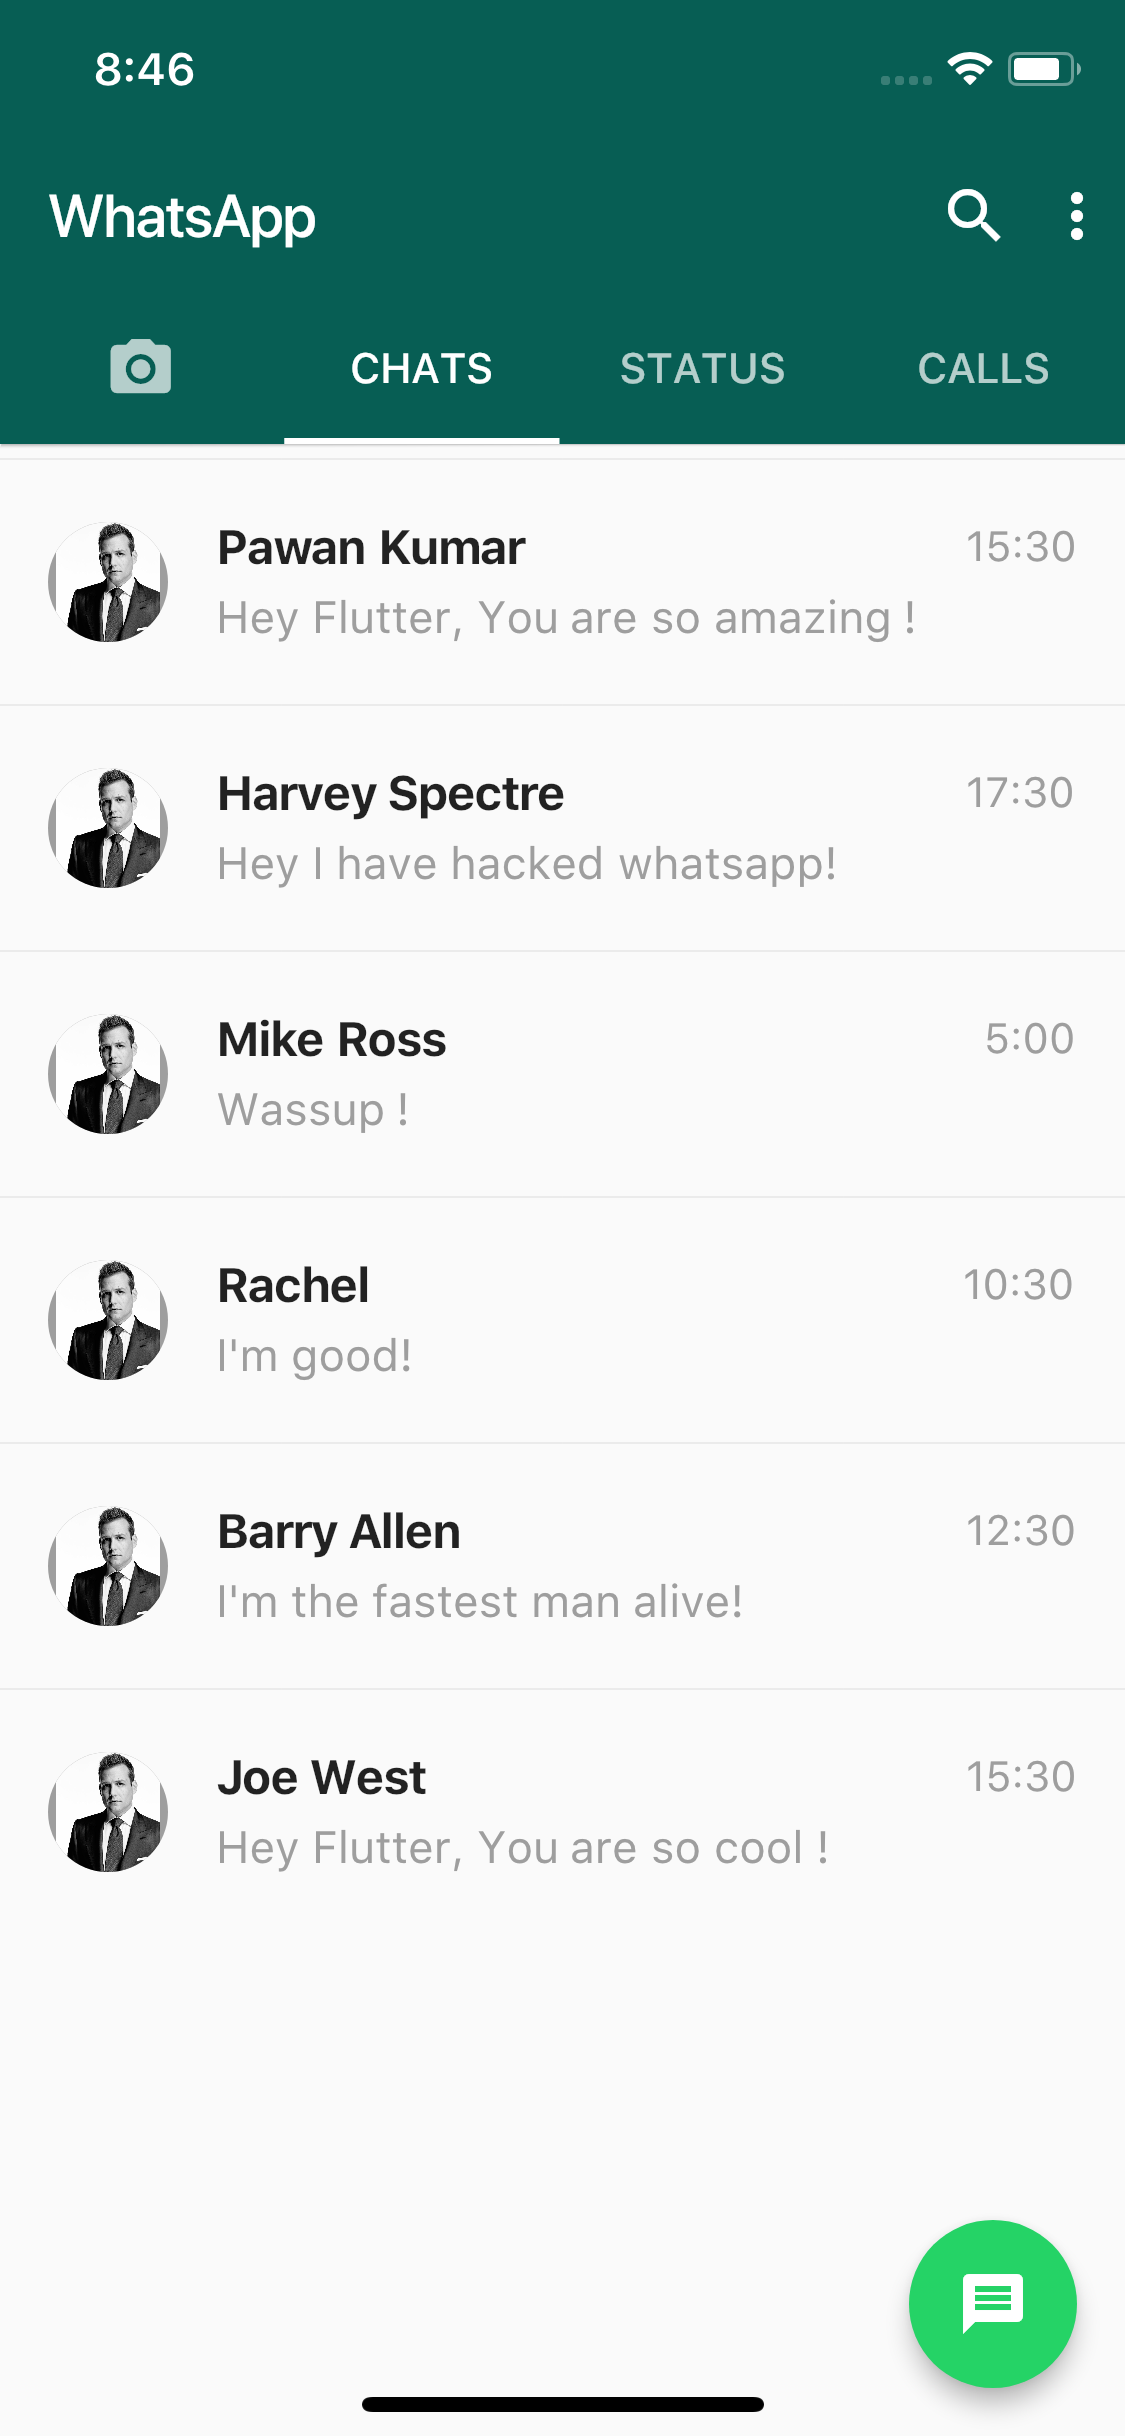 8:46
WhatsApp
CHATS STATUS CALLS
Pawan Kumar 15:30
Hey Flutter, You are so amazing !
Harvey Spectre 17:30
Hey I have hacked whatsapp!
Mike Ross 5:00
Wassup !
Rachel 10:30
I'm good!
Barry Allen 12:30
I'm the fastest man alive!
Joe West 15:30
Hey Flutter, You are so cool !